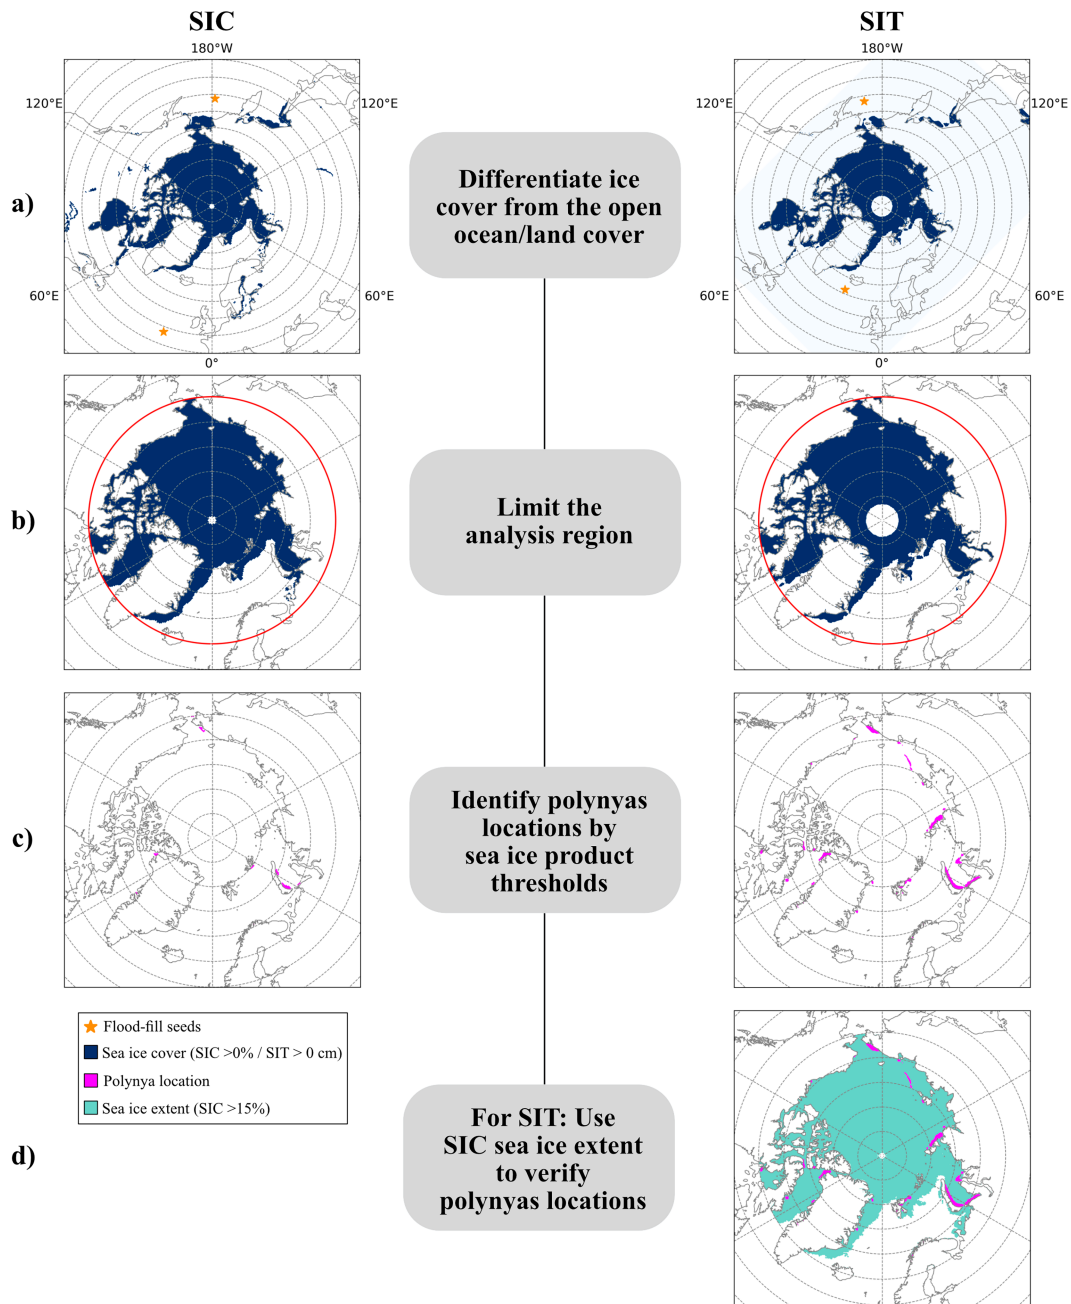 SIC
SIT
180°W
180°W
120°E
120°E
120°E
120°E
a)
Differentiate ice
cover from the open
ocean/land cover
60°E
60°E
60°E
60°E
0°
0°
b)
Limit the
analysis region
c)
Identify polynyas
locations by
sea ice product
thresholds
Flood-fill seeds
Sea ice cover (SIC >0% / SIT > 0 cm)
Polynya location
Sea ice extent (SIC >15%)
d)
For SIT: Use
SIC sea ice extent
to verify
polynyas locations